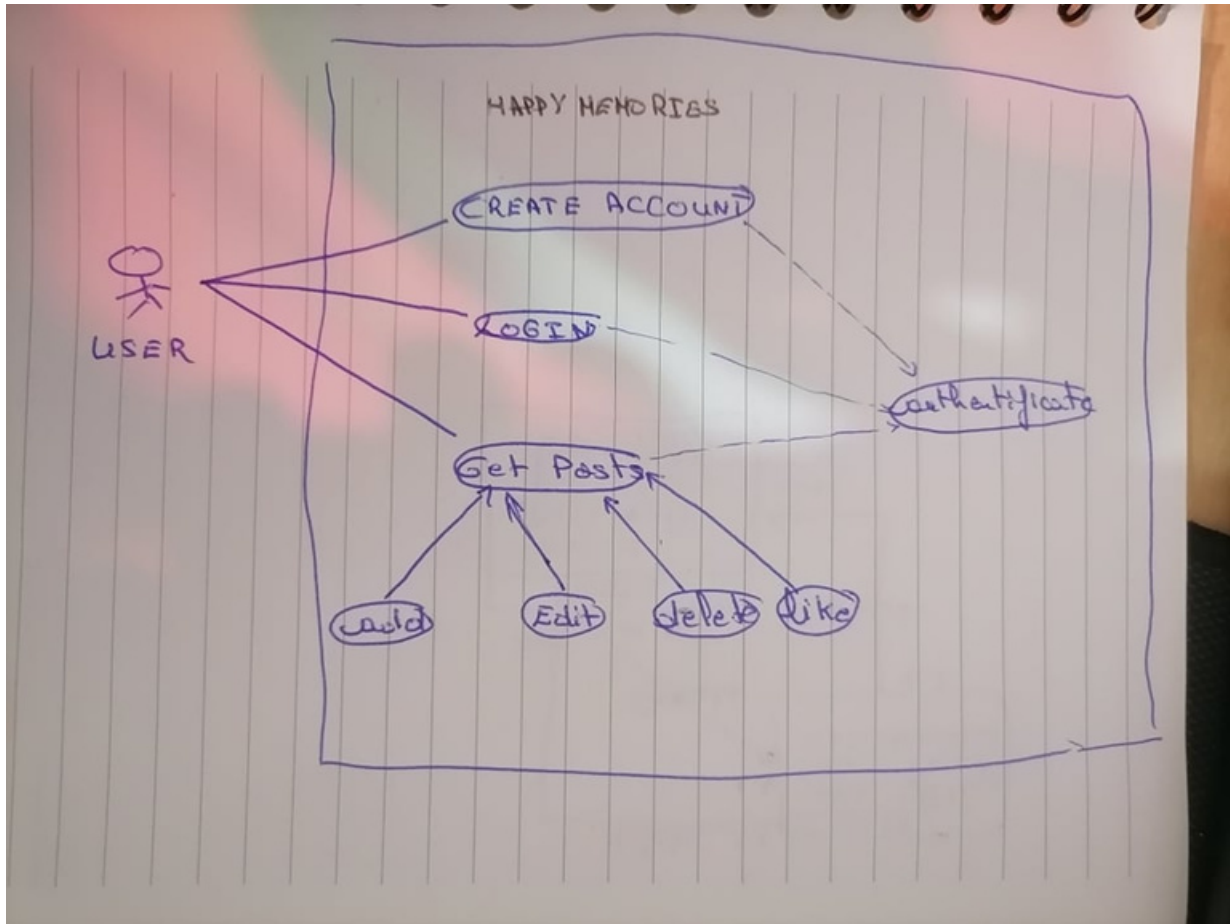 HAPPY MEMORIES
CREATE ACCOUNT
LOGIN
USER
authentificate
Get Posts
add
Edit
delete
like